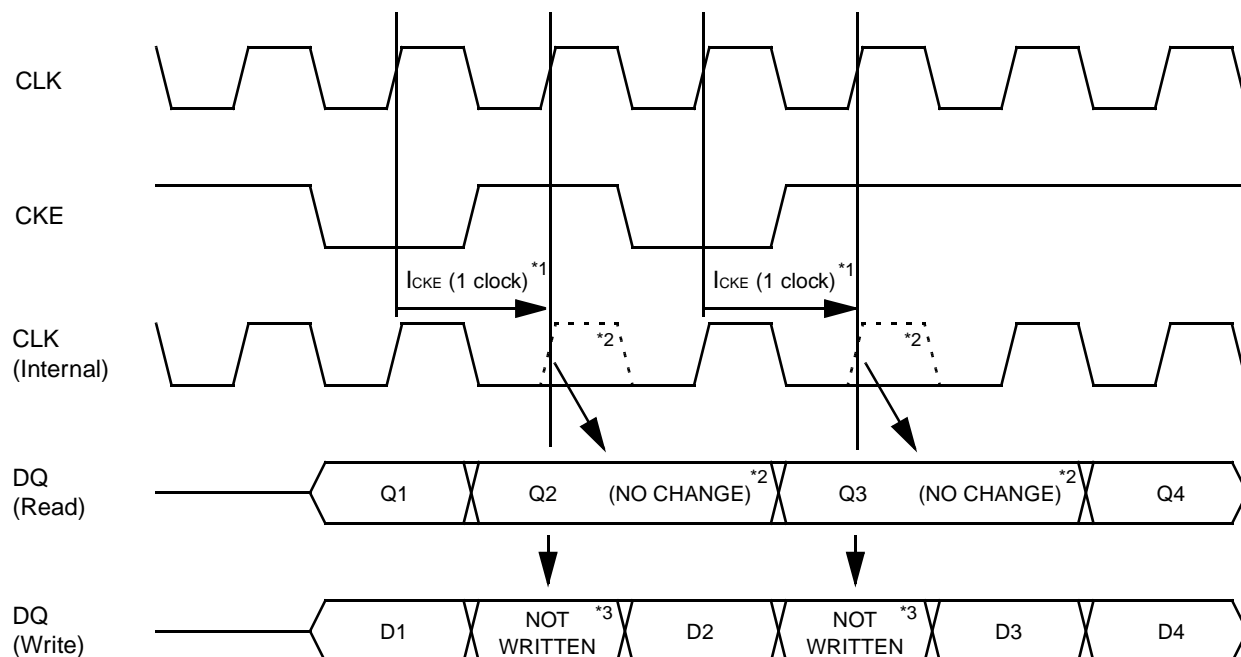 CLK
CKE
ICKE (1 clock)*1 ICKE (1 clock)*1
CLK
(Internal)
*2 *2
DQ
(Read)
Q1 Q2 (NO CHANGE)*2 Q3 (NO CHANGE)*2 Q4
DQ
(Write)
D1 NOT WRITTEN *3 D2 NOT WRITTEN *3 D3 D4